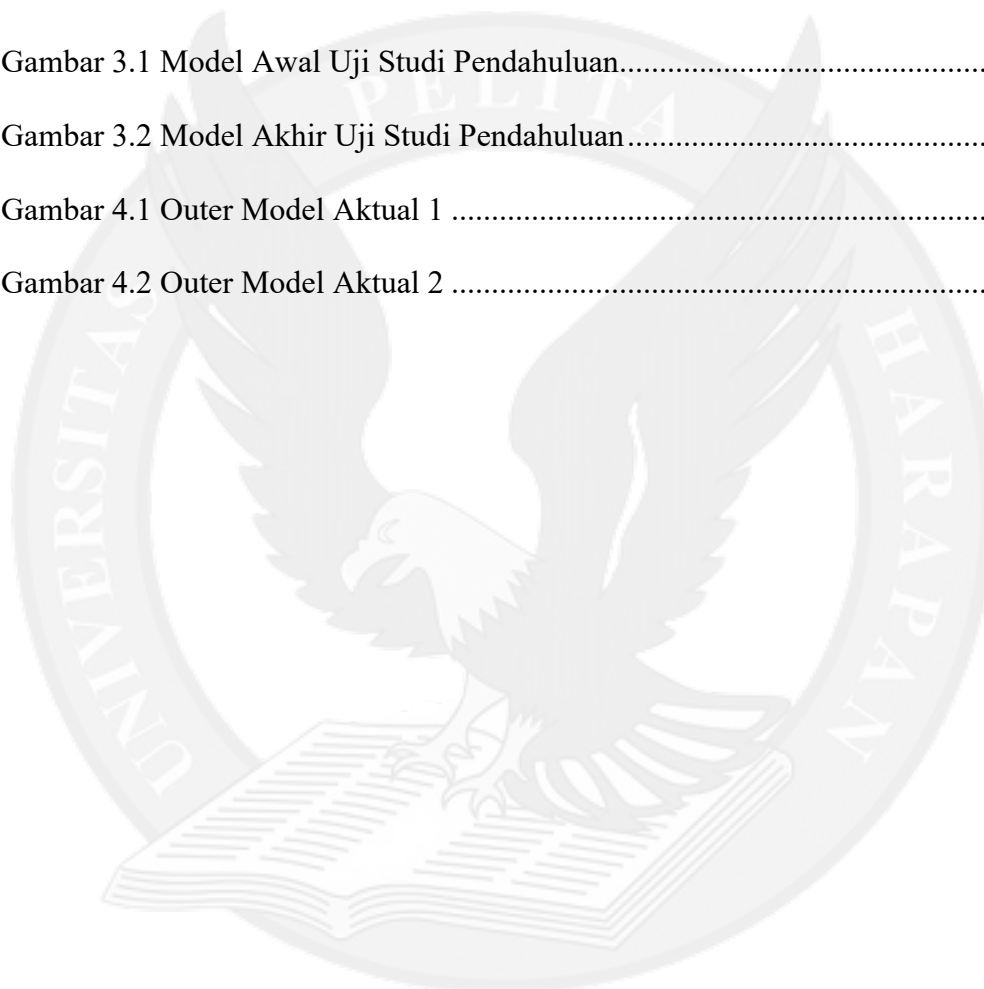 Gambar 3.1 Model Awal Uji Studi Pendahuluan..............................................
Gambar 3.2 Model Akhir Uji Studi Pendahuluan.............................................
Gambar 4.1 Outer Model Aktual 1 ...................................................................
Gambar 4.2 Outer Model Aktual 2 ...................................................................
UNIVERSITAS PELITA HARAPAN